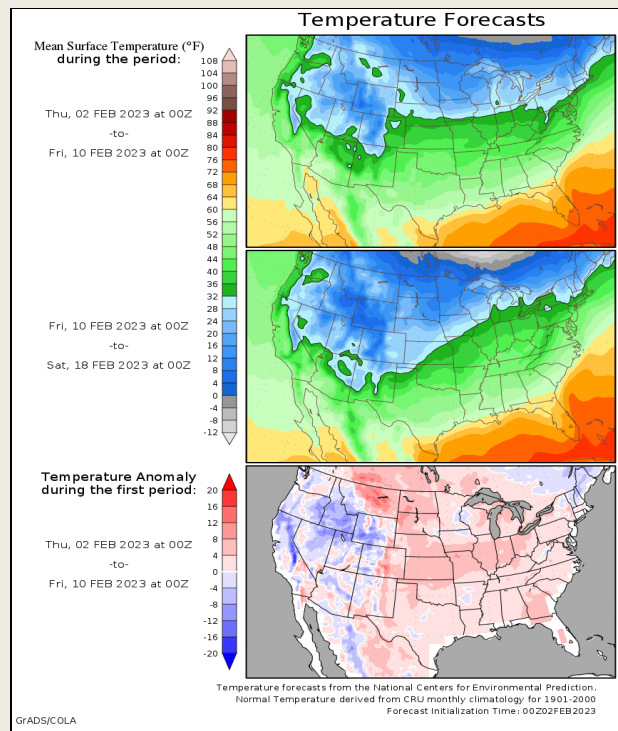 Temperature Forecasts
Mean Surface Temperature (°F)
during the period:
Thu, 02 FEB 2023 at 00Z
-to-
Fri, 10 FEB 2023 at 00Z
108
104
100
96
92
88
84
80
76
72
68
64
60
56
52
48
44
40
36
32
28
24
20
16
12
8
4
0
-4
-8
-12
Fri, 10 FEB 2023 at 00Z
-to-
Sat, 18 FEB 2023 at 00Z
Temperature Anomaly
during the first period:
Thu, 02 FEB 2023 at 00Z
-to-
Fri, 10 FEB 2023 at 00Z
20
16
12
8
4
0
-4
-8
-12
-16
-20
Temperature forecasts from the National Centers for Environmental Prediction.
Normal Temperature derived from CRU monthly climatology for 1901-2000
Forecast Initialization Time: 00Z02FEB2023
GrADS/COLA